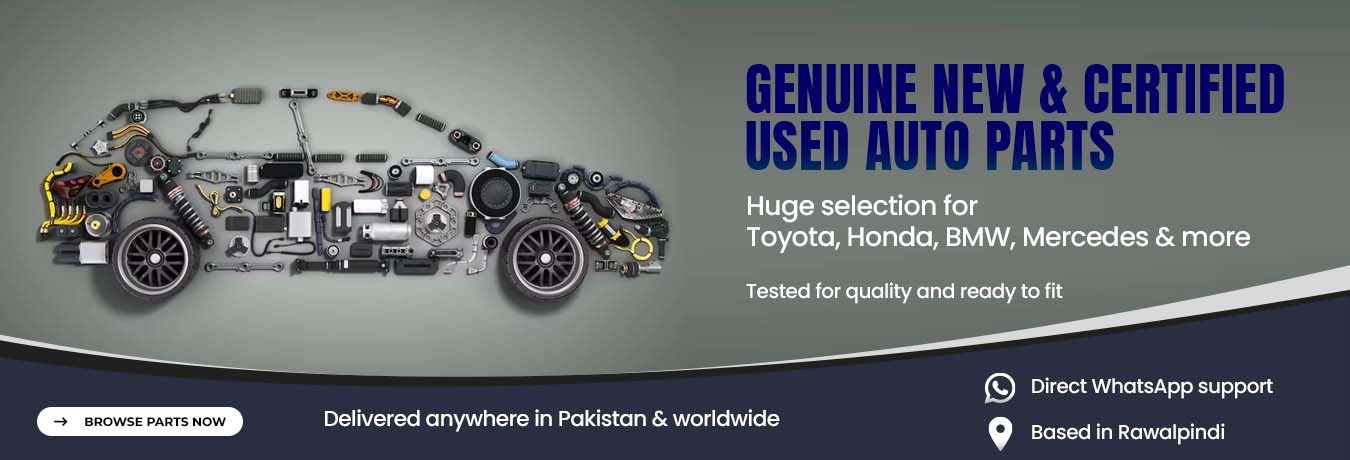 GENUINE NEW & CERTIFIED
USED AUTO PARTS
Huge selection for
Toyota, Honda, BMW, Mercedes & more
Tested for quality and ready to fit
BROWSE PARTS NOW
Delivered anywhere in Pakistan & worldwide
Direct WhatsApp support
Based in Rawalpindi